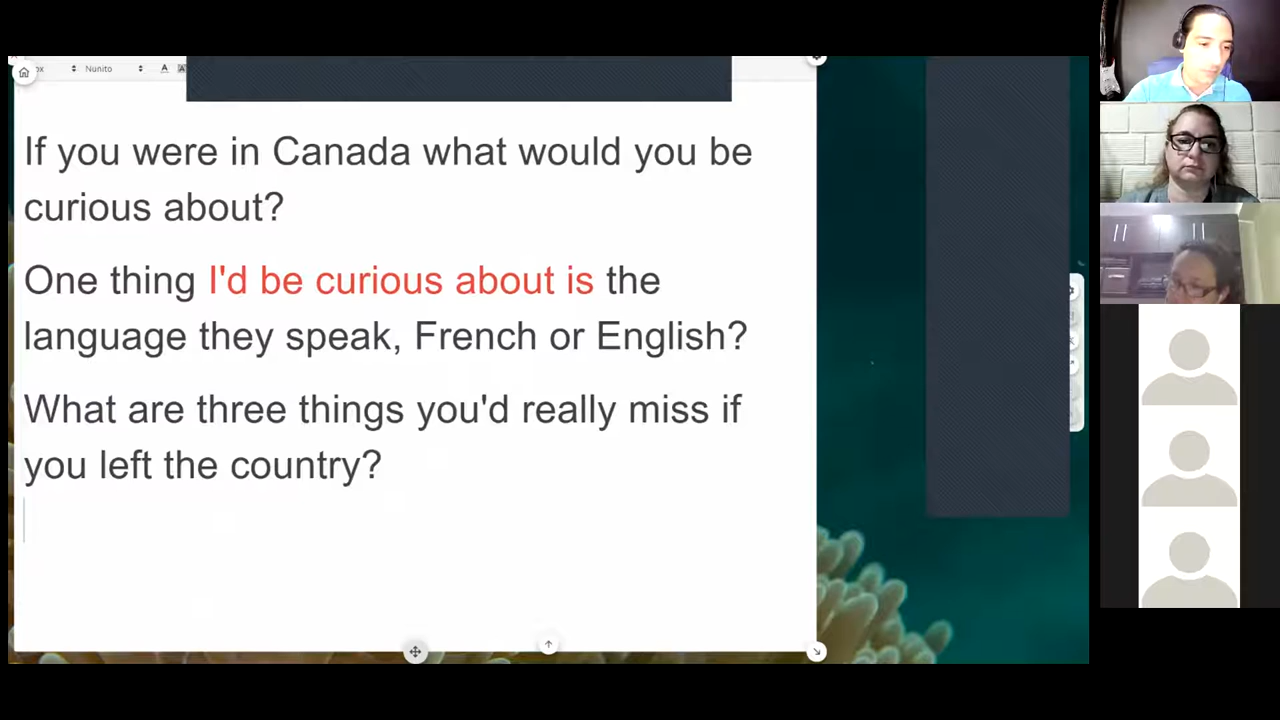 Nunito
If you were in Canada what would you be
curious about?
One thing I'd be curious about is the
language they speak, French or English?
What are three things you'd really miss if
you left the country?